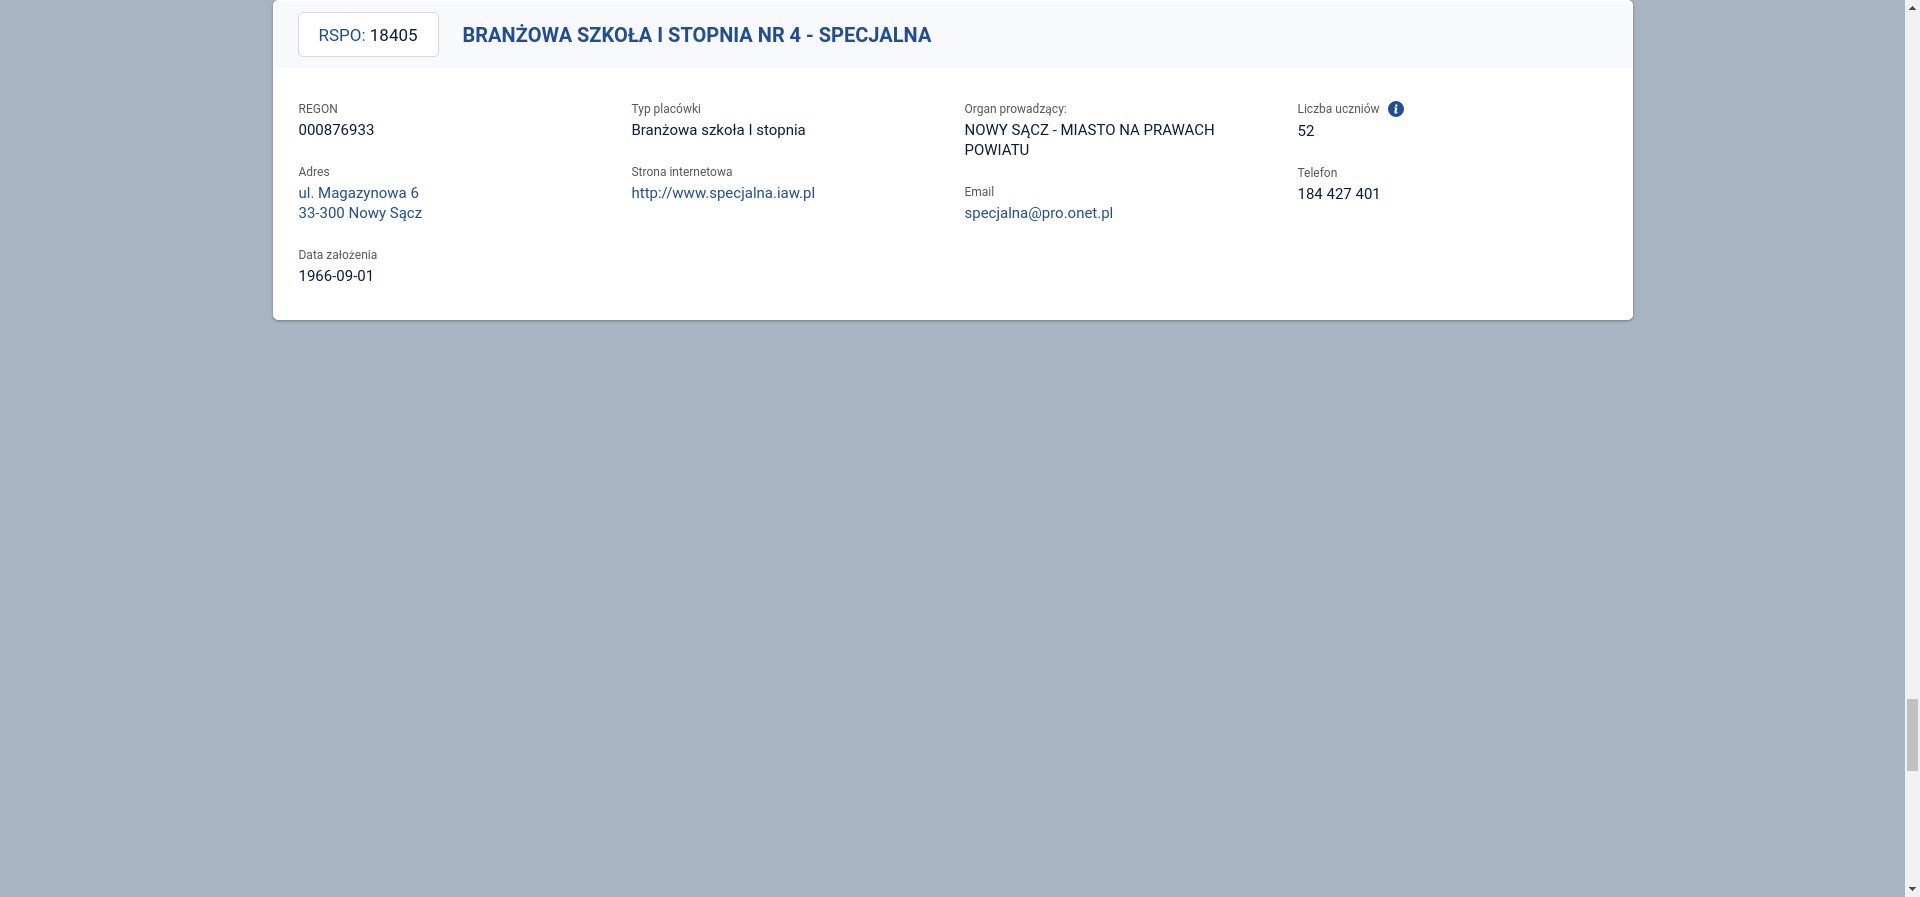 RSPO: 18405
BRANŻOWA SZKOŁA I STOPNIA NR 4 - SPECJALNA
REGON
000876933
Adres
ul. Magazynowa 6
33-300 Nowy Sącz
Data założenia
1966-09-01
Typ placówki
Branżowa szkoła I stopnia
Strona internetowa
http://www.specjalna.iaw.pl
Organ prowadzący:
NOWY SĄCZ - MIASTO NA PRAWACH
POWIATU
Email
specjalna@pro.onet.pl
Liczba uczniów i
52
Telefon
184 427 401